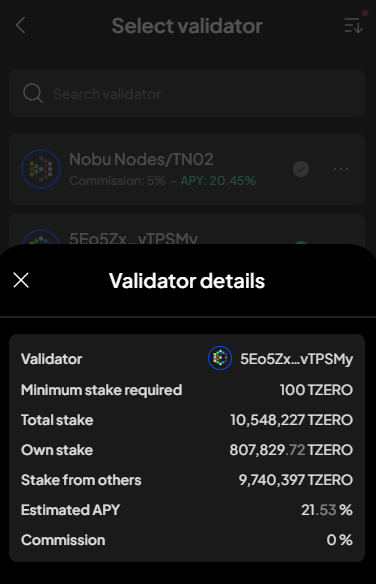 Select validator
Search validator
Nobu Nodes/TN02
Commission: 5% - APY: 20.45%
5Eo5Zx...vTPSMy
Validator details
Validator 5Eo5Zx...vTPSMy
Minimum stake required 100 TZERO
Total stake 10,548,227 TZERO
Own stake 807,829.72 TZERO
Stake from others 9,740,397 TZERO
Estimated APY 21.53 %
Commission 0 %